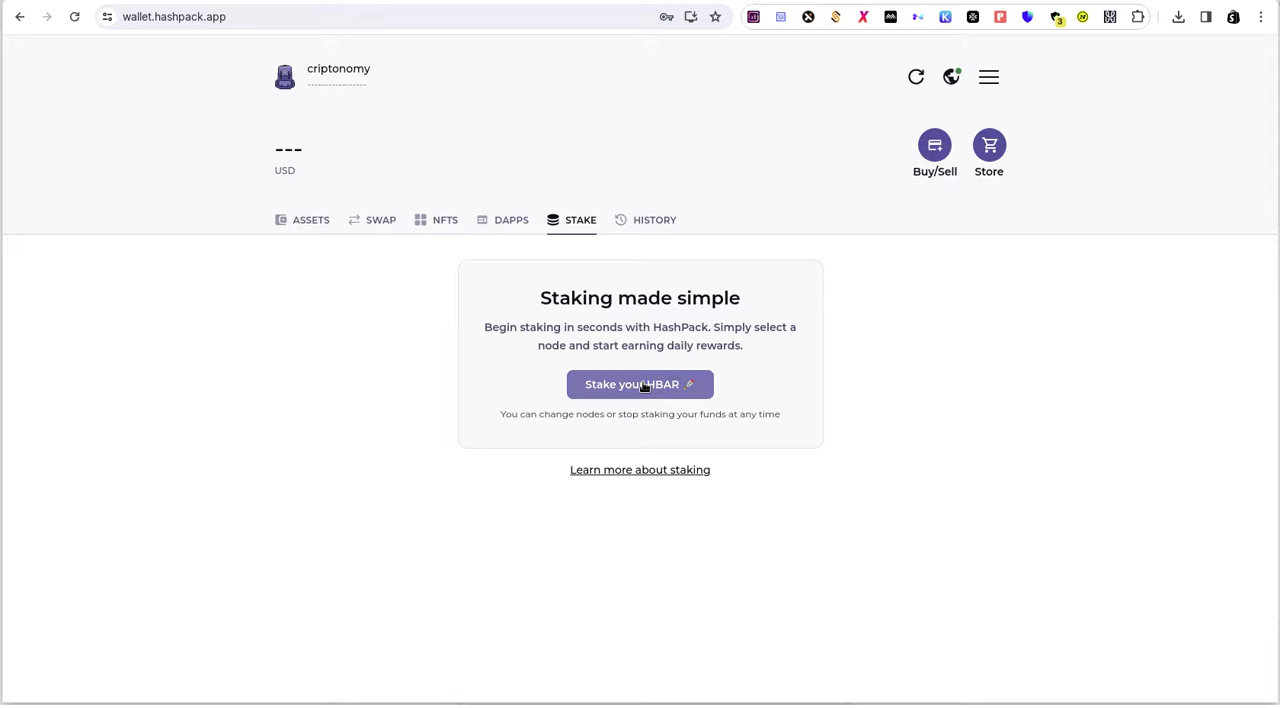 wallet.hashpack.app
3
criptonomy
------------------
---
USD
Buy/Sell
Store
ASSETS
SWAP
NFTS
DAPPS
STAKE
HISTORY
Staking made simple
Begin staking in seconds with HashPack. Simply select a
node and start earning daily rewards.
Stake your HBAR
You can change nodes or stop staking your funds at any time
Learn more about staking